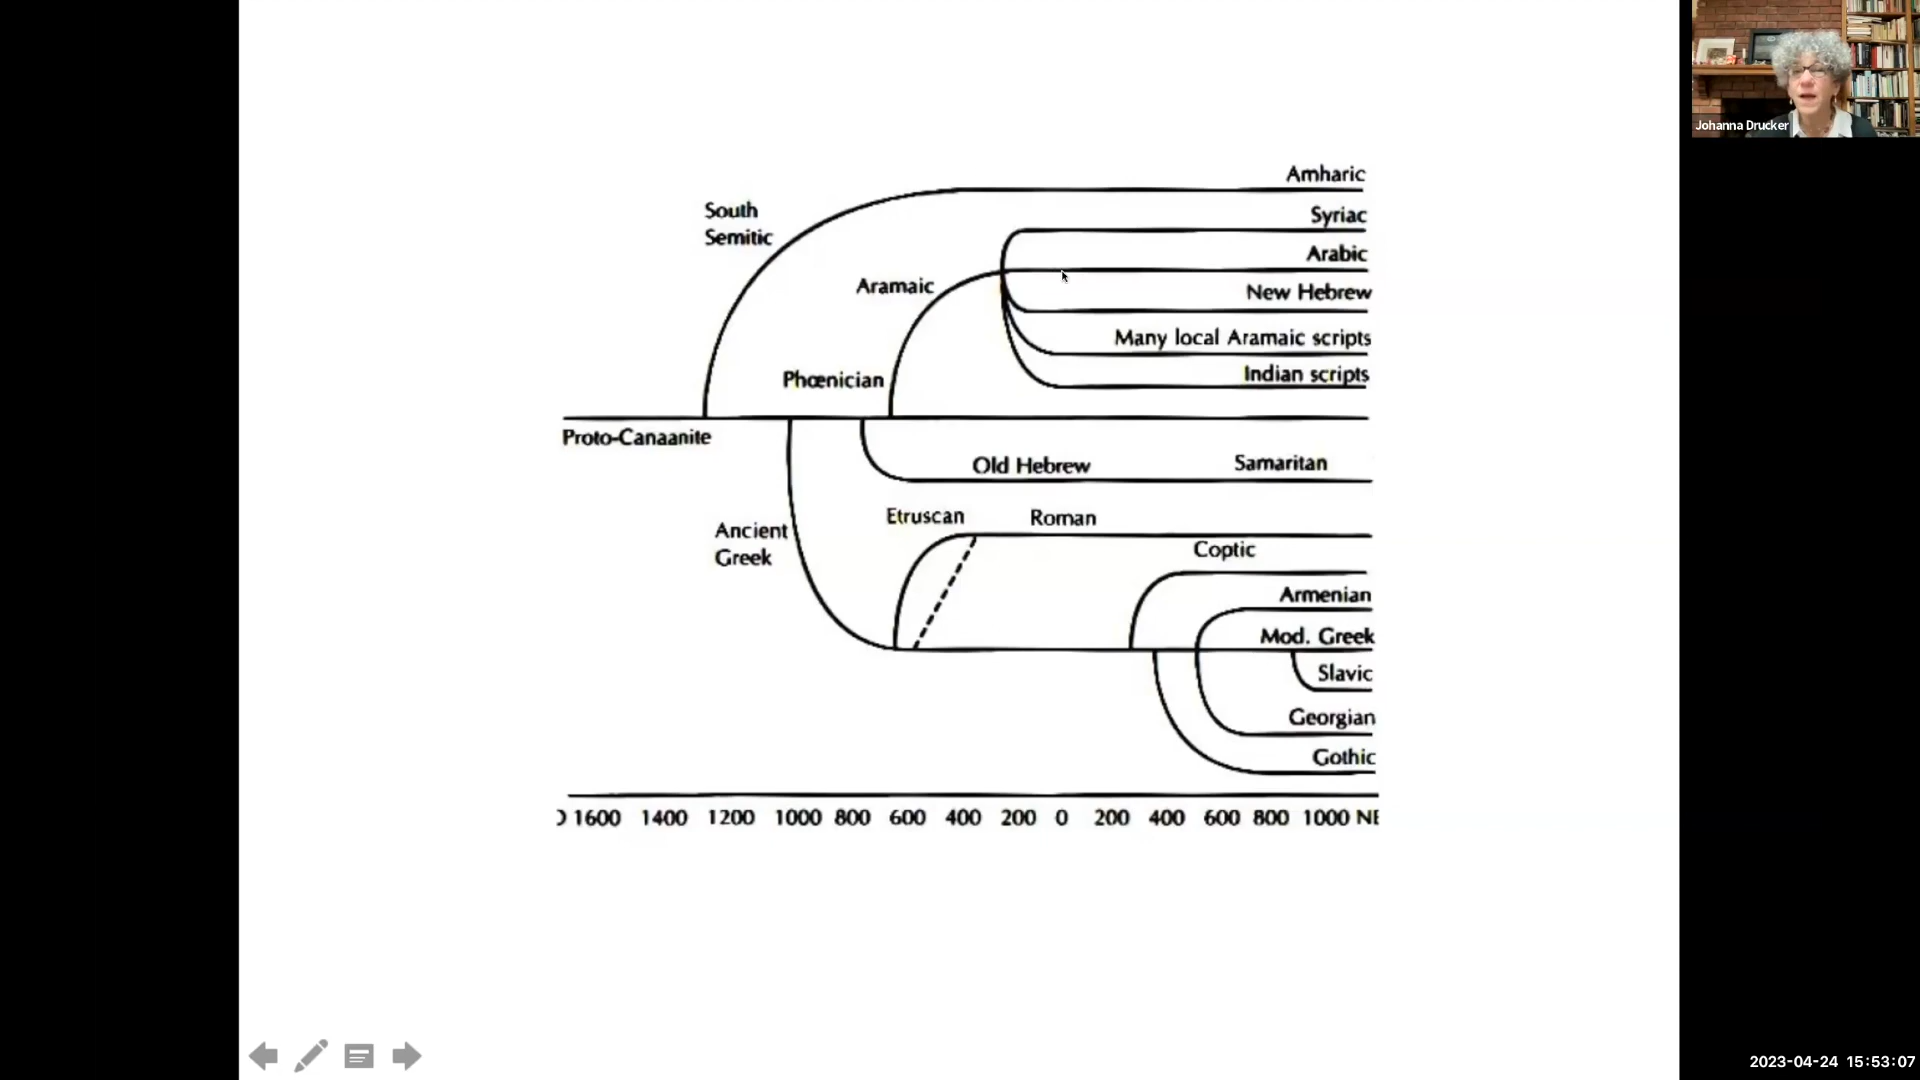 Johanna Drucker
Amharic
South
Semitic
Syriac
Arabic
Aramaic
New Hebrew
Many local Aramaic scripts
Phœnician
Indian scripts
Proto-Canaanite
Old Hebrew Samaritan
Etruscan Roman
Ancient
Greek
Coptic
Armenian
Mod. Greek
Slavic
Georgian
Gothic
1600 1400 1200 1000 800 600 400 200 0 200 400 600 800 1000
2023-04-24 15:53:07